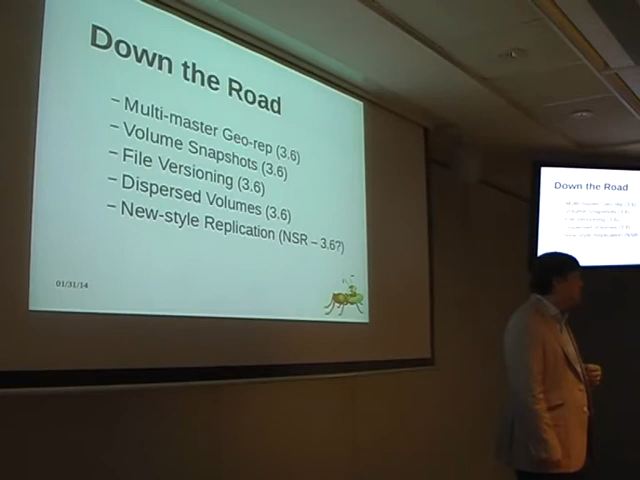 Down the Road
– Multi-master Geo-rep (3.6)
– Volume Snapshots (3.6)
– File Versioning (3.6)
– Dispersed Volumes (3.6)
– New-style Replication (NSR – 3.6?)
01/31/14
Down the Road